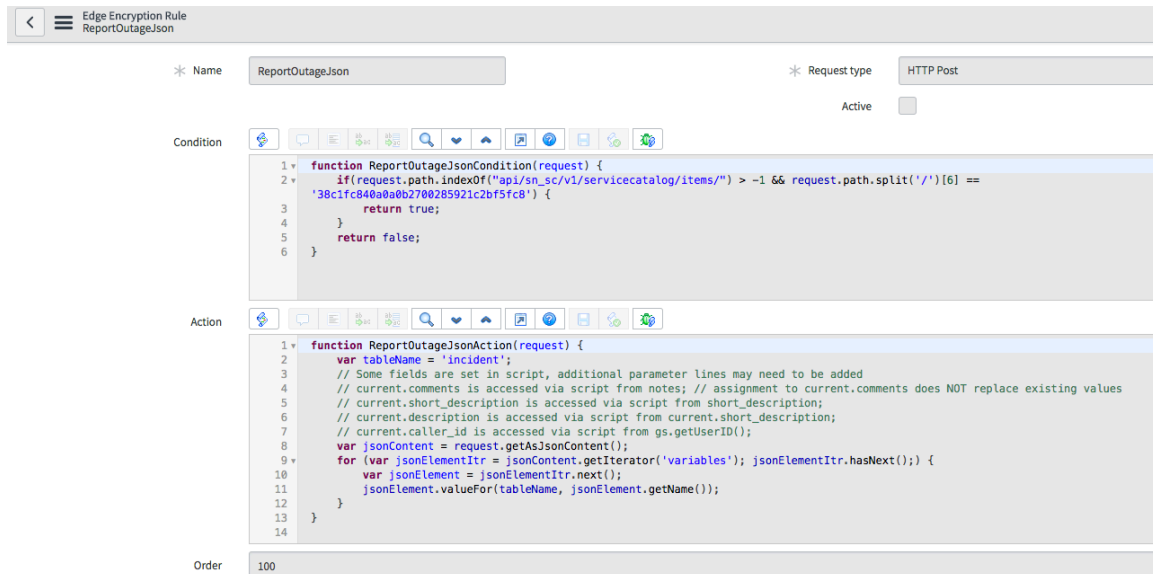 Edge Encryption Rule
ReportOutageJson
Name
ReportOutageJson
Request type
HTTP Post
Active
Condition
1 function ReportOutageJsonCondition(request) {
2 if(request.path.indexOf("api/sn_sc/v1/servicecatalog/items/") > -1 && request.path.split('/')[6] ==
'38c1fc840a0a0b2700285921c2bf5fc8') {
3 return true;
4 }
5 return false;
6 }
Action
1 function ReportOutageJsonAction(request) {
2 var tableName = 'incident';
3 // Some fields are set in script, additional parameter lines may need to be added
4 // current.comments is accessed via script from notes; // assignment to current.comments does NOT replace existing values
5 // current.short_description is accessed via script from short_description;
6 // current.description is accessed via script from current.short_description;
7 // current.caller_id is accessed via script from gs.getUserID();
8 var jsonContent = request.getAsJsonContent();
9 for (var jsonElementItr = jsonContent.getIterator('variables'); jsonElementItr.hasNext();) {
10 var jsonElement = jsonElementItr.next();
11 jsonElement.valueFor(tableName, jsonElement.getName());
12 }
13 }
14
Order
100